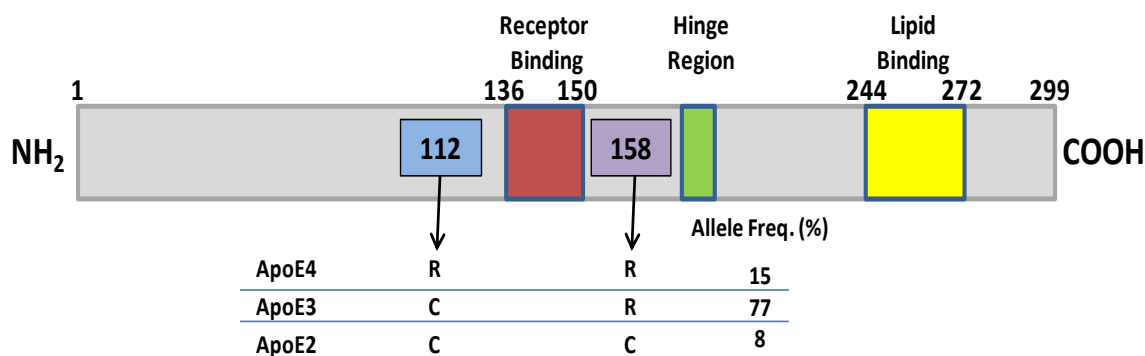 Receptor Hinge Lipid
Binding Region Binding
1 136 150 244 272 299
NH2 112 158 COOH
Allele Freq. (%)
ApoE4 R R 15
ApoE3 C R 77
ApoE2 C C 8